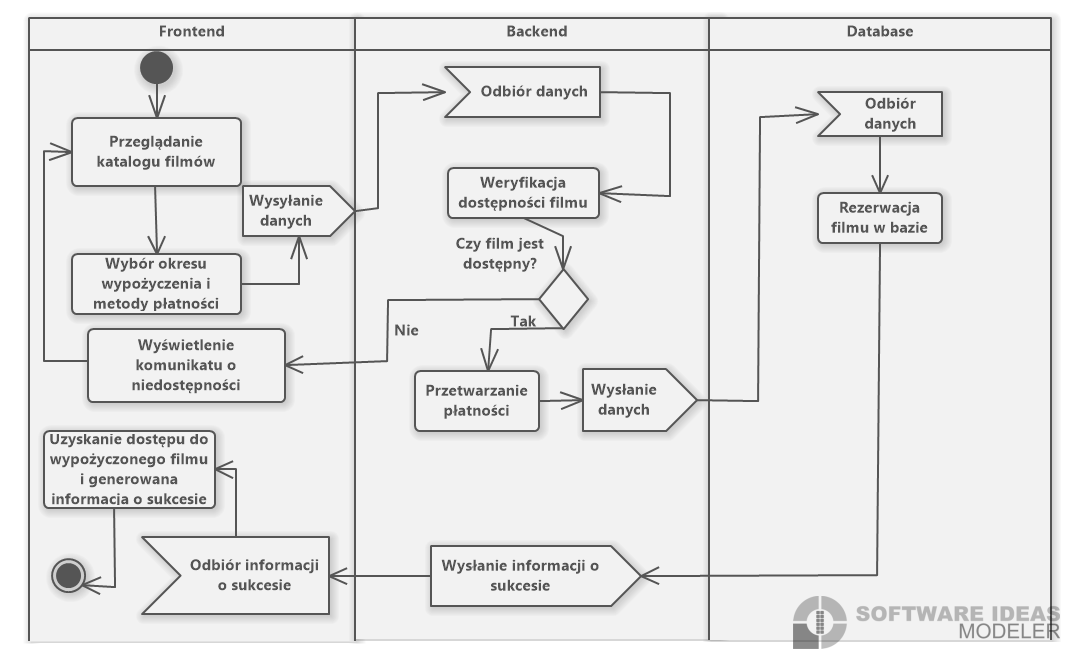 Frontend
Backend
Database
Przeglądanie
katalogu filmów
Wysyłanie
danych
Wybór okresu
wypożyczenia i
metody płatności
Wyświetlenie
komunikatu o
niedostępności
Uzyskanie dostępu do
wypożyczonego filmu
i generowana
informacja o sukcesie
Odbiór informacji
o sukcesie
Odbiór danych
Weryfikacja
dostępności filmu
Czy film jest
dostępny?
Nie
Tak
Przetwarzanie
płatności
Wysłanie
danych
Wysłanie informacji o
sukcesie
Odbiór
danych
Rezerwacja
filmu w bazie
SOFTWARE IDEAS
MODELER